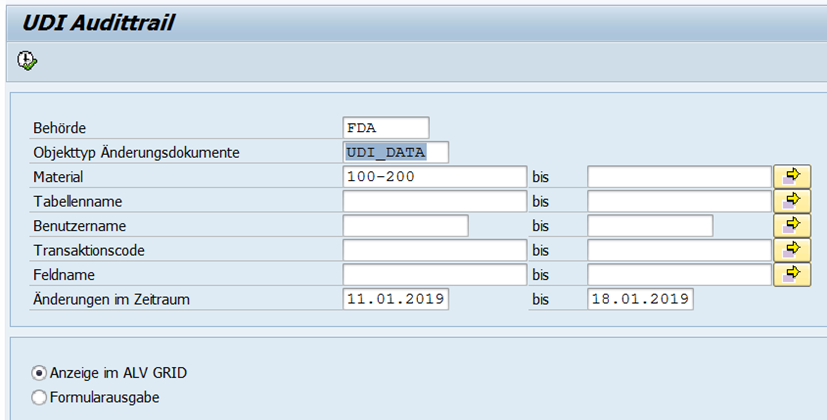 UDI Audittrail
Behörde FDA
Objekttyp Änderungsdokumente UDI_DATA
Material 100-200 bis
Tabellenname bis
Benutzername bis
Transaktionscode bis
Feldname bis
Änderungen im Zeitraum 11.01.2019 bis 18.01.2019
Anzeige im ALV GRID
Formularausgabe